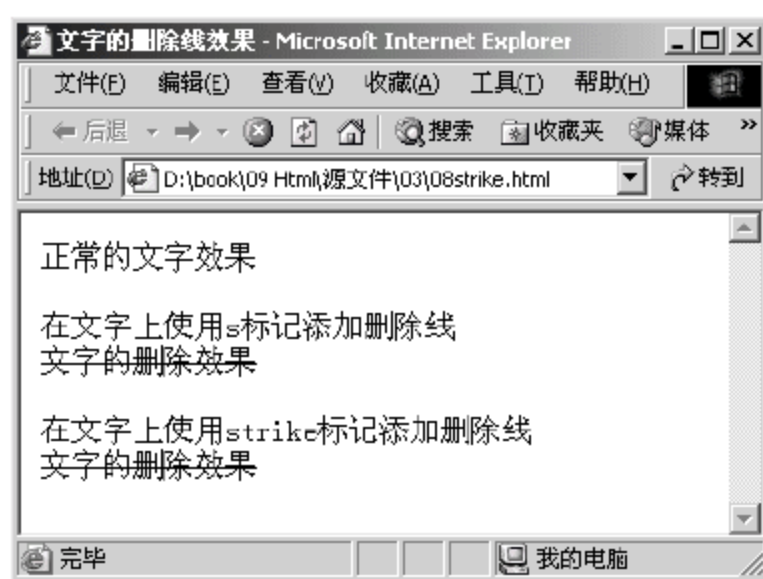 文字的删除线效果 - Microsoft Internet Explorer
文件(F) 编辑(E) 查看(V) 收藏(A) 工具(T) 帮助(H)
后退 搜索 收藏夹 媒体 »
地址(D) D:\book\09 Html\源文件\03\08strike.html 转到
正常的文字效果
在文字上使用s标记添加删除线
文字的删除效果
在文字上使用strike标记添加删除线
文字的删除效果
完毕 我的电脑